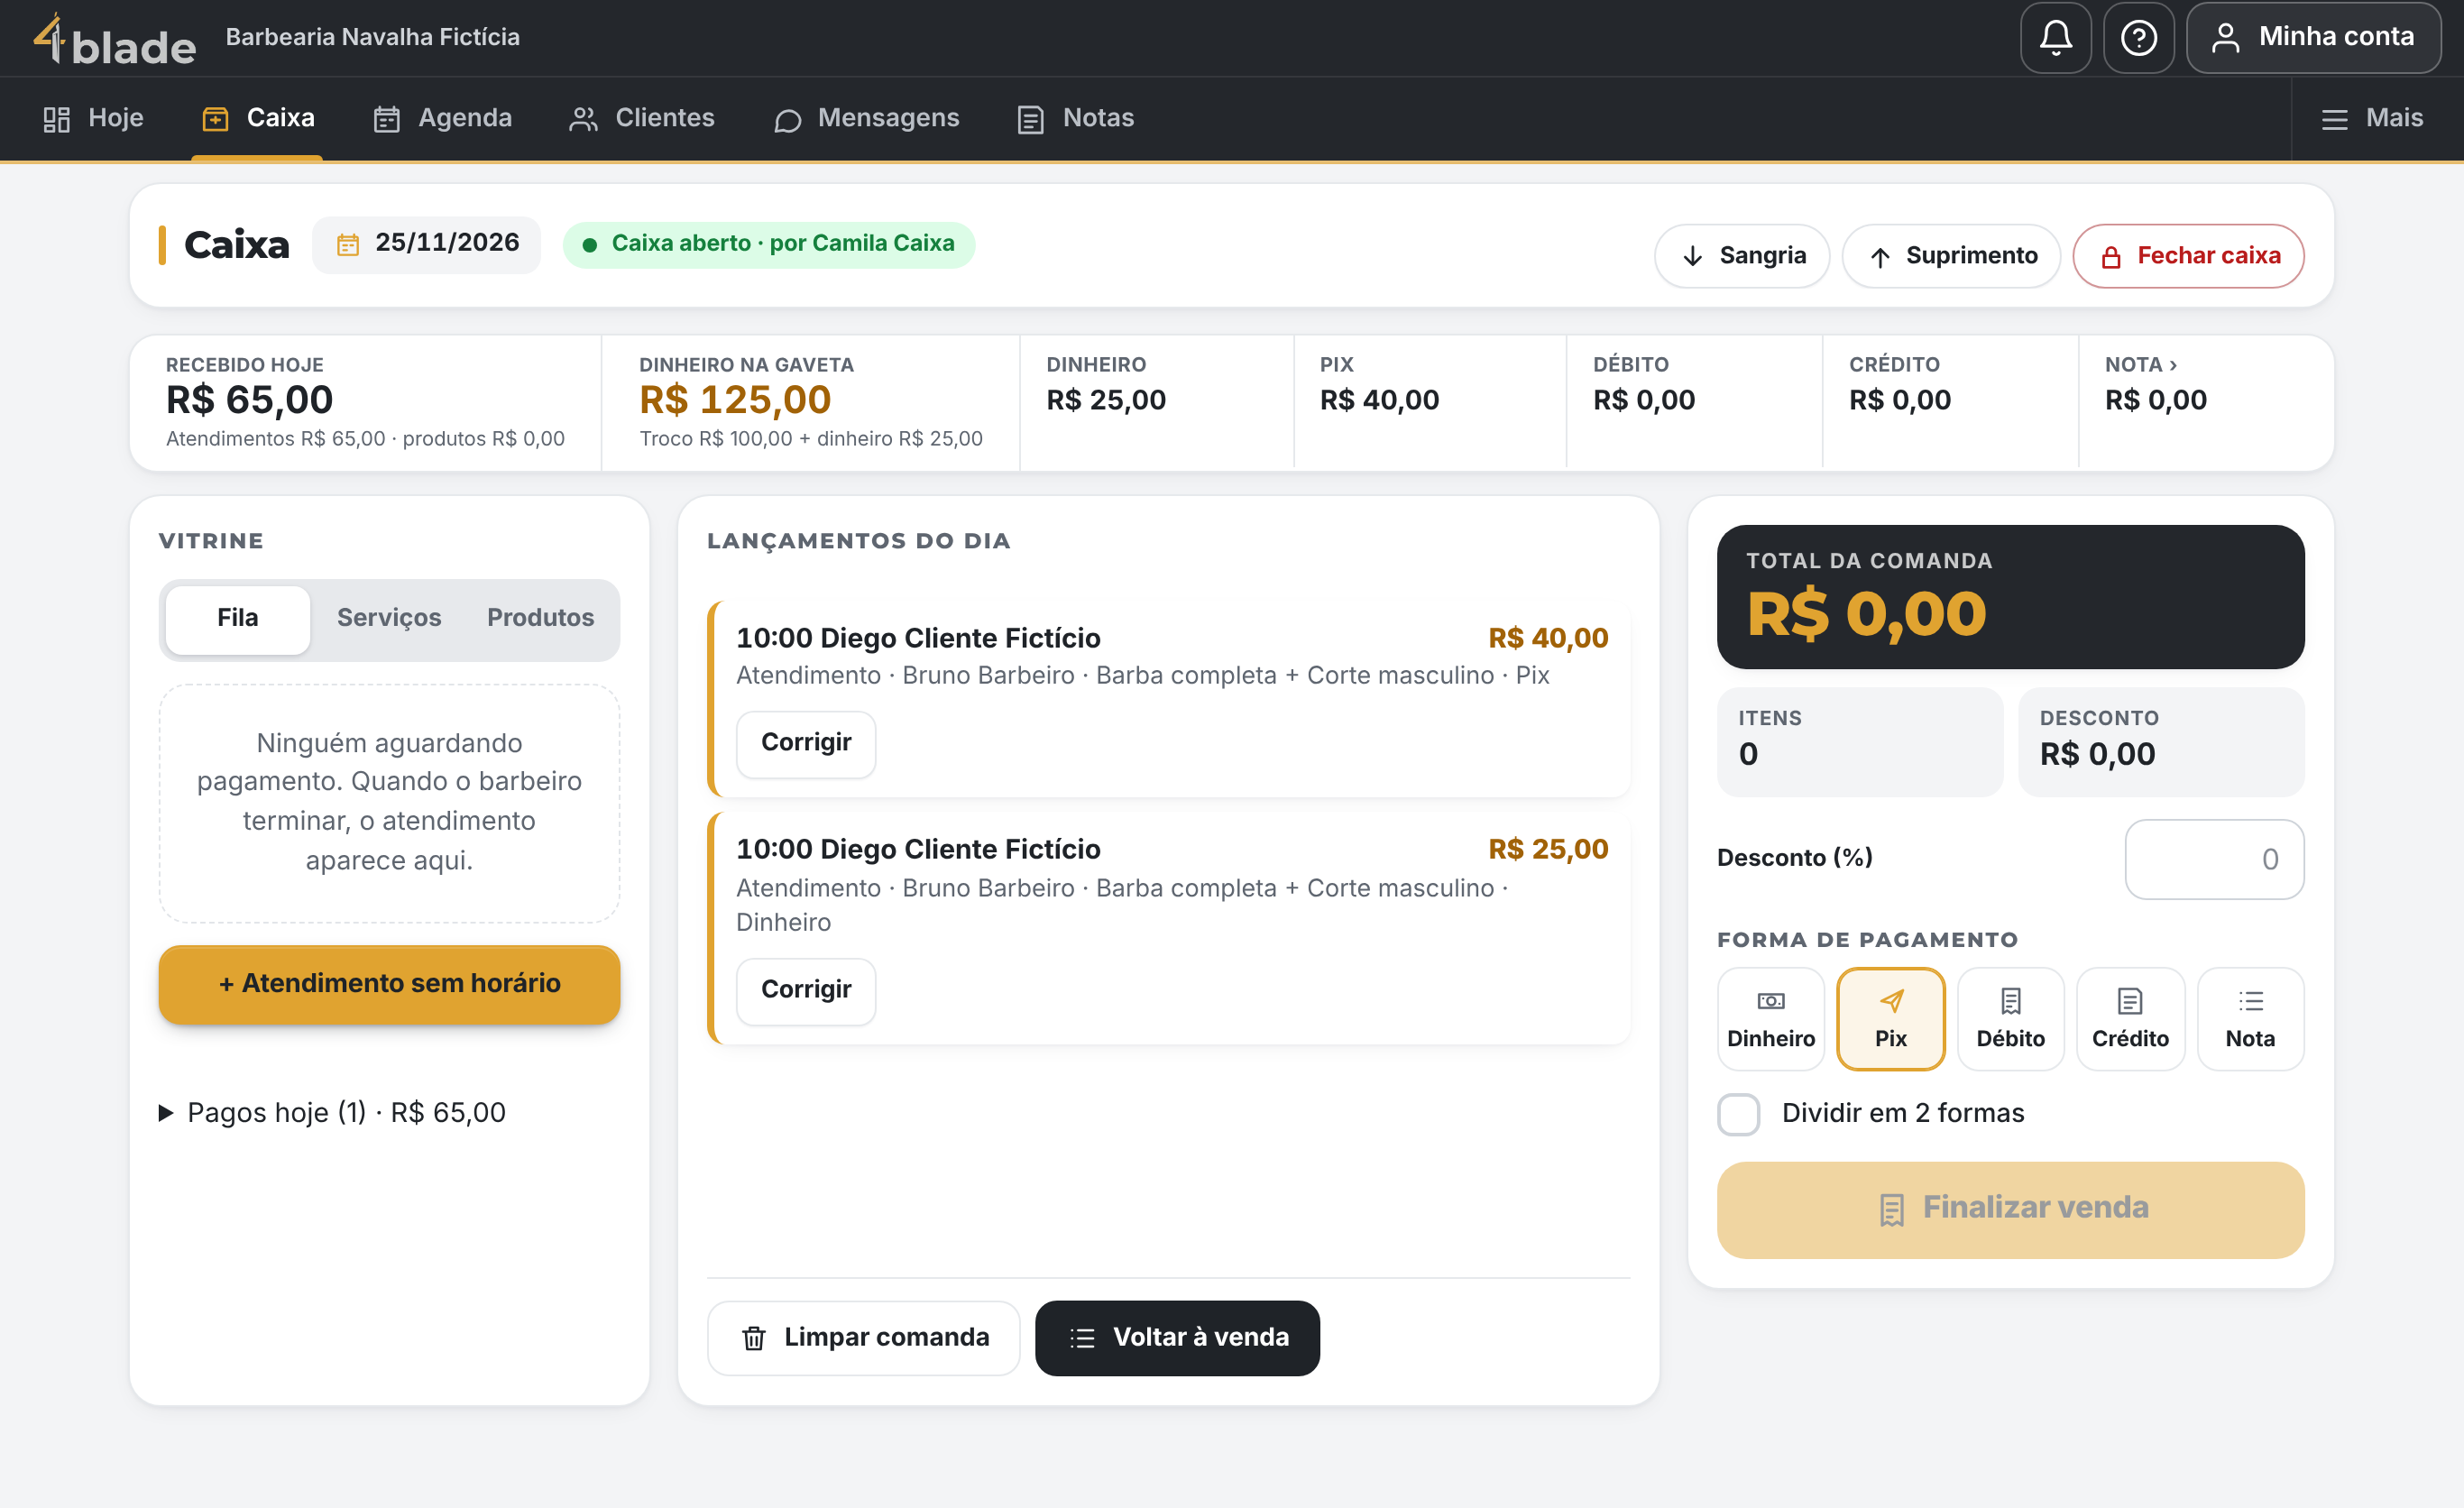 4blade
Barbearia Navalha Fictícia
Minha conta
Hoje
Caixa
Agenda
Clientes
Mensagens
Notas
Mais
Caixa
25/11/2026
Caixa aberto · por Camila Caixa
Sangria
Suprimento
Fechar caixa
RECEBIDO HOJE
R$ 65,00
Atendimentos R$ 65,00 · produtos R$ 0,00
DINHEIRO NA GAVETA
R$ 125,00
Troco R$ 100,00 + dinheiro R$ 25,00
DINHEIRO
R$ 25,00
PIX
R$ 40,00
DÉBITO
R$ 0,00
CRÉDITO
R$ 0,00
NOTA ›
R$ 0,00
VITRINE
Fila
Serviços
Produtos
Ninguém aguardando
pagamento. Quando o barbeiro
terminar, o atendimento
aparece aqui.
+ Atendimento sem horário
Pagos hoje (1) · R$ 65,00
LANÇAMENTOS DO DIA
10:00 Diego Cliente Fictício
R$ 40,00
Atendimento · Bruno Barbeiro · Barba completa + Corte masculino · Pix
Corrigir
10:00 Diego Cliente Fictício
R$ 25,00
Atendimento · Bruno Barbeiro · Barba completa + Corte masculino ·
Dinheiro
Corrigir
Limpar comanda
Voltar à venda
TOTAL DA COMANDA
R$ 0,00
ITENS
0
DESCONTO
R$ 0,00
Desconto (%)
0
FORMA DE PAGAMENTO
Dinheiro
Pix
Débito
Crédito
Nota
Dividir em 2 formas
Finalizar venda